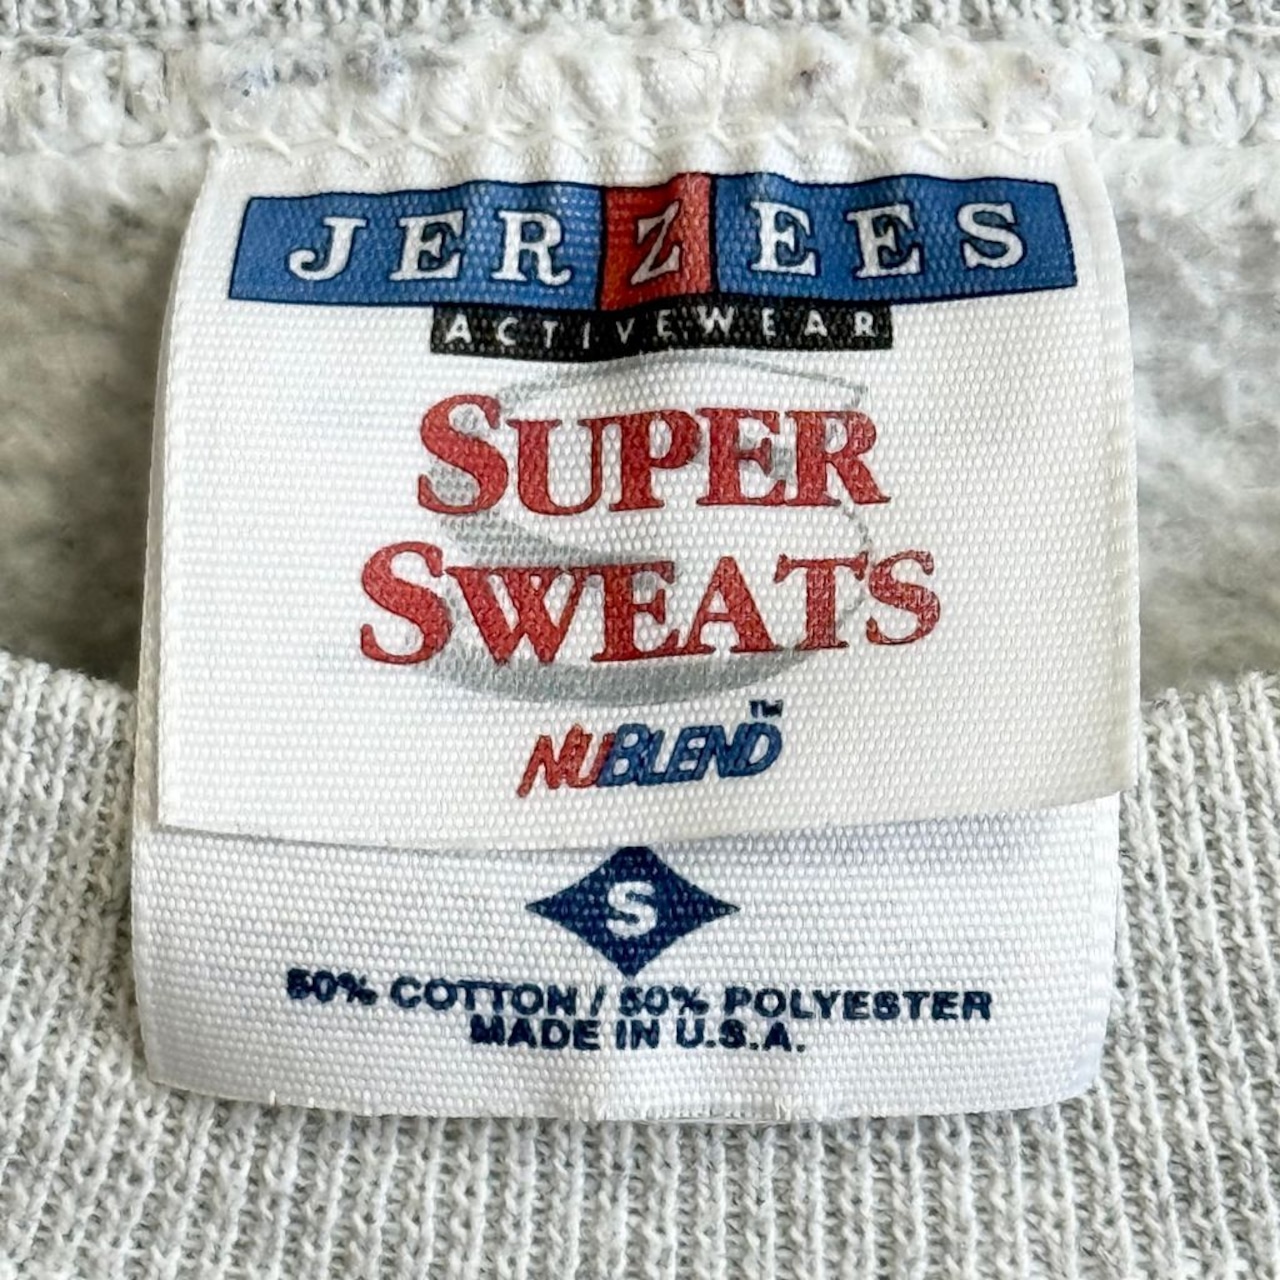 JERZEES
ACTIVEWEAR
SUPER
SWEATS
NUBLEND™
S
50% COTTON / 50% POLYESTER
MADE IN U.S.A.